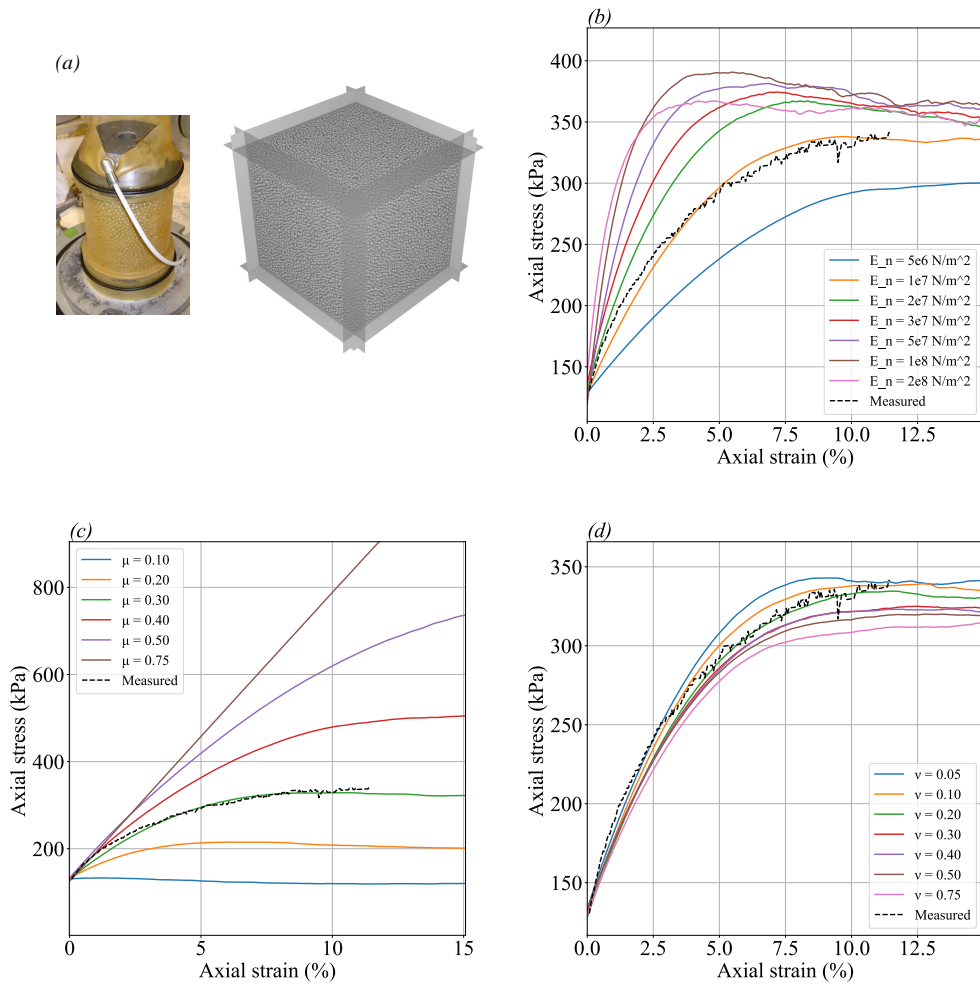 (a)
(b)
400
350
300
250
200
150
Axial stress (kPa)
0.0
2.5
5.0
7.5
10.0
12.5
Axial strain (%)
E_n = 5e6 N/m^2
E_n = 1e7 N/m^2
E_n = 2e7 N/m^2
E_n = 3e7 N/m^2
E_n = 5e7 N/m^2
E_n = 1e8 N/m^2
E_n = 2e8 N/m^2
Measured
(c)
μ = 0.10
μ = 0.20
μ = 0.30
μ = 0.40
μ = 0.50
μ = 0.75
Measured
800
600
400
200
Axial stress (kPa)
0
5
10
15
Axial strain (%)
(d)
350
300
250
200
150
Axial stress (kPa)
ν = 0.05
ν = 0.10
ν = 0.20
ν = 0.30
ν = 0.40
ν = 0.50
ν = 0.75
Measured
0.0
2.5
5.0
7.5
10.0
12.5
Axial strain (%)